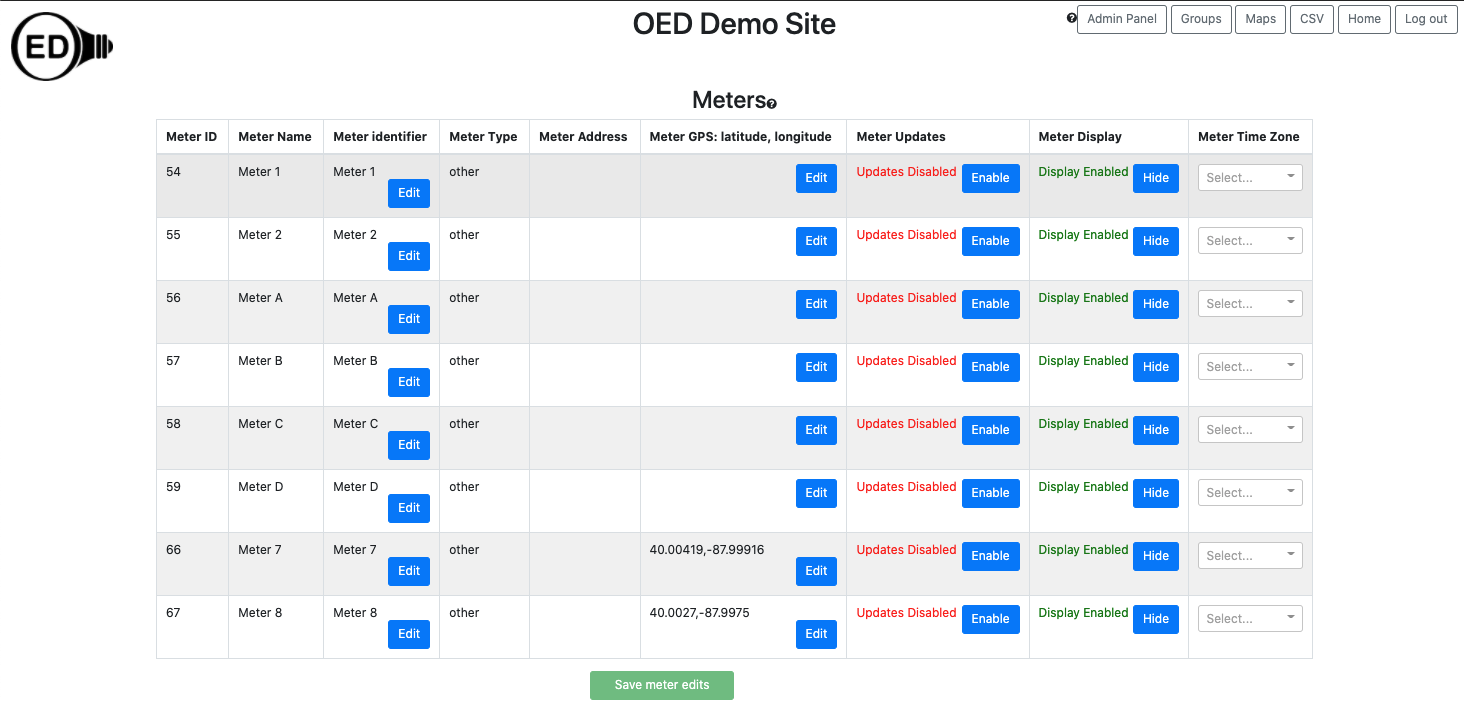 ED
OED Demo Site
? Admin Panel Groups Maps CSV Home Log out
Meters?
Meter ID Meter Name Meter identifier Meter Type Meter Address Meter GPS: latitude, longitude Meter Updates Meter Display Meter Time Zone
54 Meter 1 Meter 1 Edit other Edit Updates Disabled Enable Display Enabled Hide Select...
55 Meter 2 Meter 2 Edit other Edit Updates Disabled Enable Display Enabled Hide Select...
56 Meter A Meter A Edit other Edit Updates Disabled Enable Display Enabled Hide Select...
57 Meter B Meter B Edit other Edit Updates Disabled Enable Display Enabled Hide Select...
58 Meter C Meter C Edit other Edit Updates Disabled Enable Display Enabled Hide Select...
59 Meter D Meter D Edit other Edit Updates Disabled Enable Display Enabled Hide Select...
66 Meter 7 Meter 7 Edit other 40.00419,-87.99916 Edit Updates Disabled Enable Display Enabled Hide Select...
67 Meter 8 Meter 8 Edit other 40.0027,-87.9975 Edit Updates Disabled Enable Display Enabled Hide Select...
Save meter edits